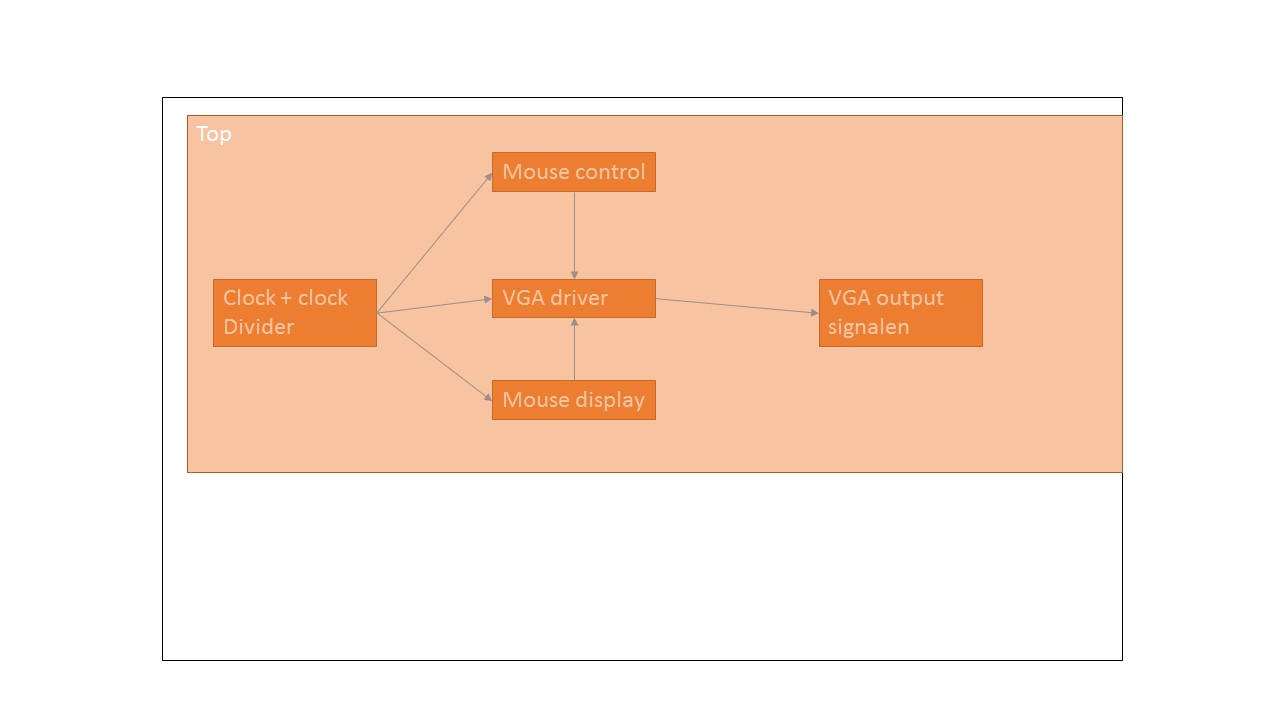 Top
Mouse control
Clock + clock
Divider
VGA driver
VGA output
signalen
Mouse display